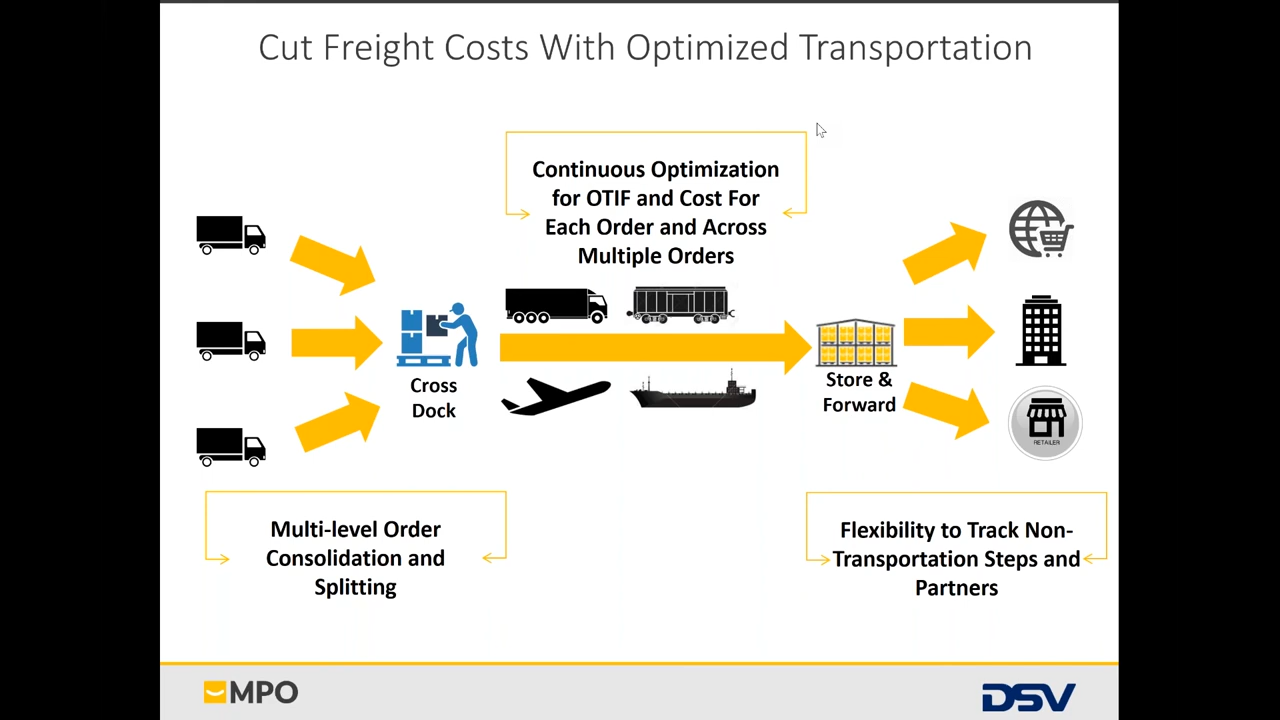 Cut Freight Costs With Optimized Transportation
Continuous Optimization
for OTIF and Cost For
Each Order and Across
Multiple Orders
Cross
Dock
Store &
Forward
RETAILER
Multi-level Order
Consolidation and
Splitting
Flexibility to Track Non-
Transportation Steps and
Partners
MPO
DSV